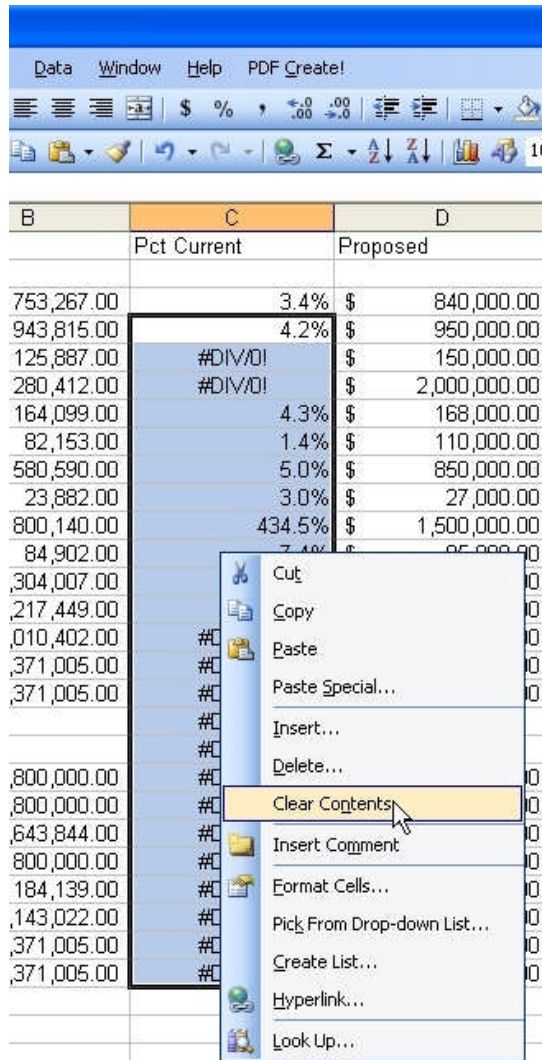 Data Window Help PDF Create!
$ % , .00 .00
Σ A Z Z A 1
B C D
Pct Current Proposed
753,267.00 3.4% $ 840,000.00
943,815.00 4.2% $ 950,000.00
125,887.00 #DIV/0! $ 150,000.00
280,412.00 #DIV/0! $ 2,000,000.00
164,099.00 4.3% $ 168,000.00
82,153.00 1.4% $ 110,000.00
580,590.00 5.0% $ 850,000.00
23,882.00 3.0% $ 27,000.00
800,140.00 434.5% $ 1,500,000.00
84,902.00
,304,007.00 Cut
,217,449.00 Copy
,010,402.00 #D Paste
,371,005.00 #D
,371,005.00 #D Paste Special...
#D Insert...
#D Delete...
,800,000.00 #D
,800,000.00 #D Clear Contents
,643,844.00 #D Insert Comment
800,000.00 #D
184,139.00 #D Format Cells...
,143,022.00 #D Pick From Drop-down List...
,371,005.00 #D Create List...
,371,005.00 #D
Hyperlink...
Look Up...